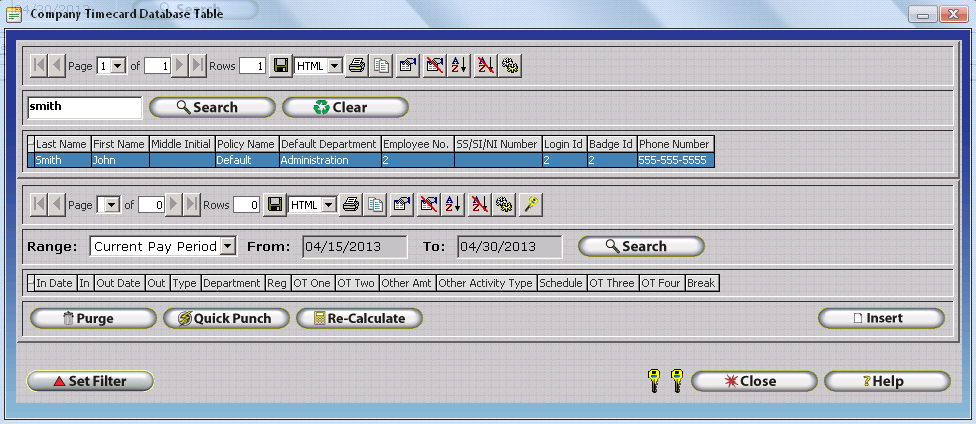 04/30/2013 Search
Company Timecard Database Table
Page 1 of 1 Rows 1 HTML
smith Search Clear
Last Name First Name Middle Initial Policy Name Default Department Employee No. SS/SI/NI Number Login Id Badge Id Phone Number
Smith John Default Administration 2 2 2 555-555-5555
Page of 0 Rows 0 HTML
Range: Current Pay Period From: 04/15/2013 To: 04/30/2013 Search
In Date In Out Date Out Type Department Reg OT One OT Two Other Amt Other Activity Type Schedule OT Three OT Four Break
Purge Quick Punch Re-Calculate Insert
Set Filter Close ?Help